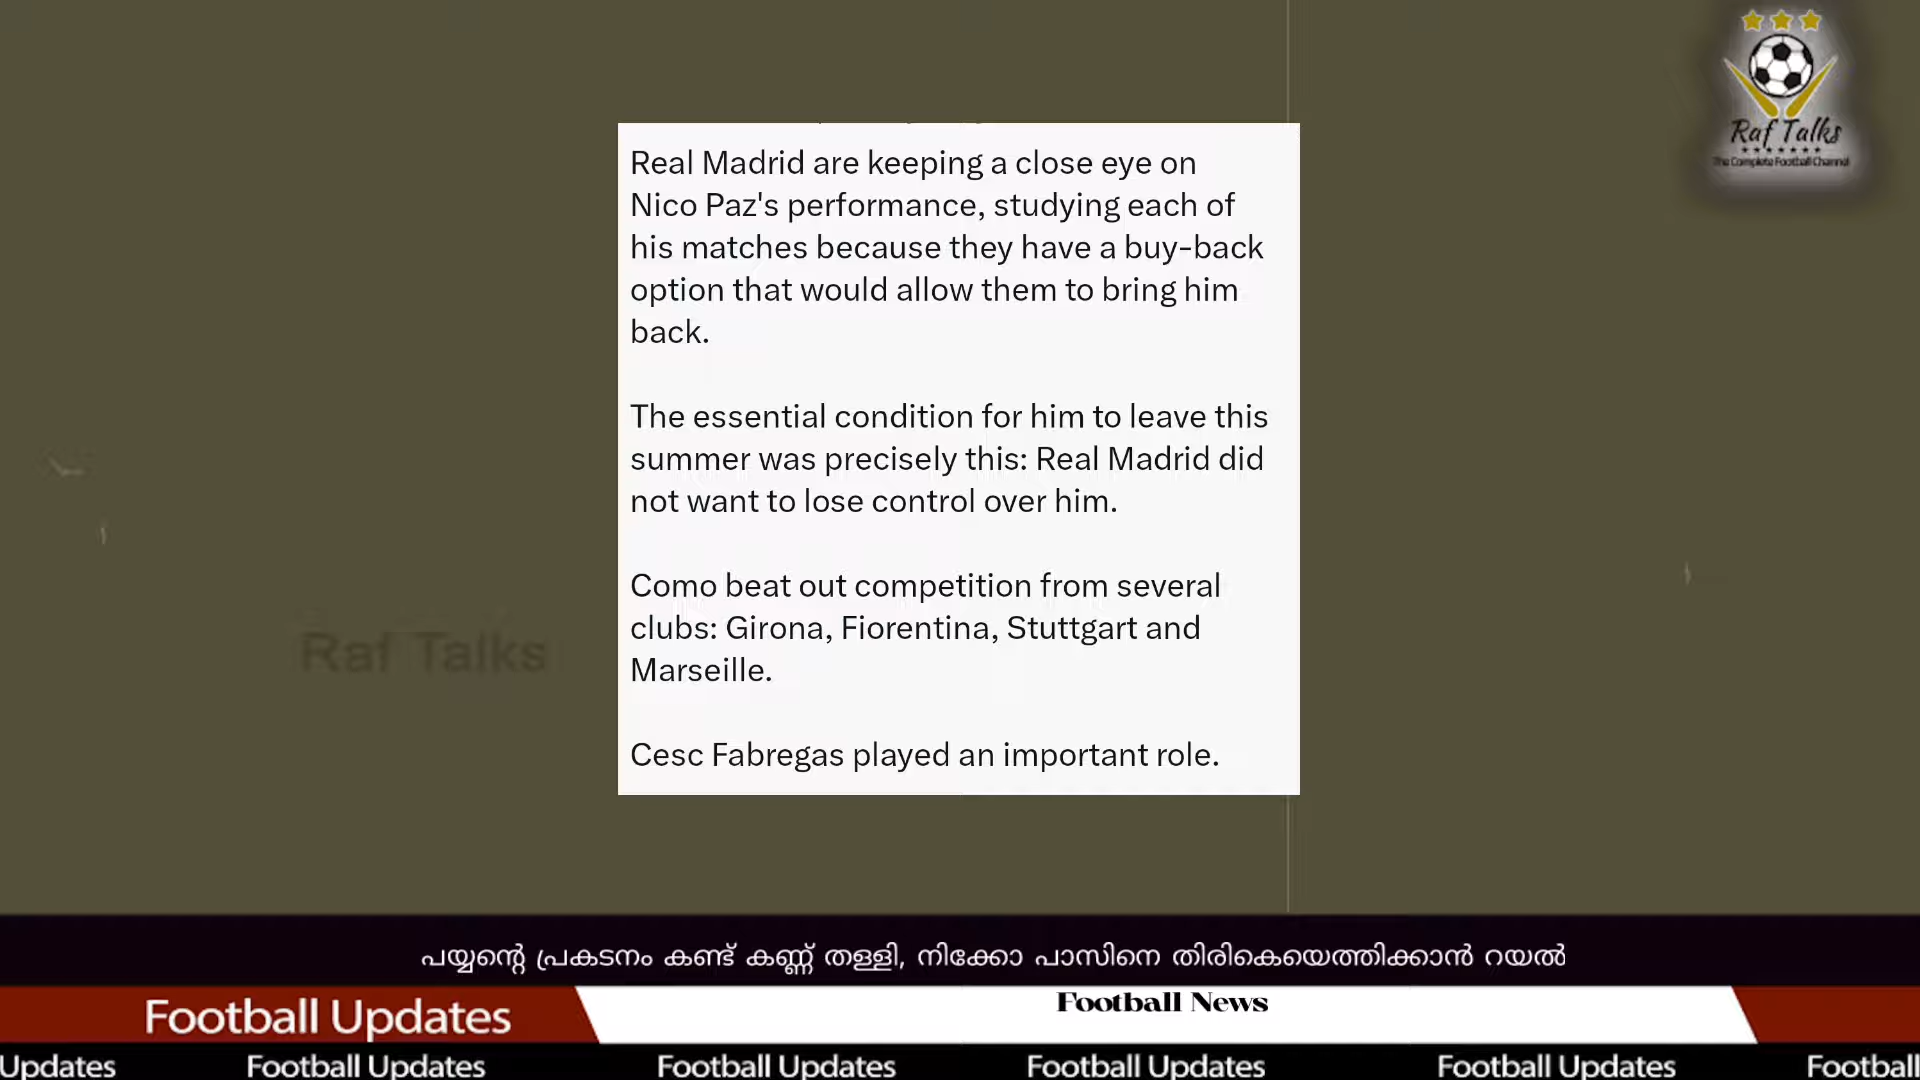 Raf Talks
The Complete Football Channel
Real Madrid are keeping a close eye on
Nico Paz's performance, studying each of
his matches because they have a buy-back
option that would allow them to bring him
back.
The essential condition for him to leave this
summer was precisely this: Real Madrid did
not want to lose control over him.
Como beat out competition from several
clubs: Girona, Fiorentina, Stuttgart and
Marseille.
Cesc Fabregas played an important role.
Raf Talks
പയ്യന്റെ പ്രകടനം കണ്ട് കണ്ണ് തള്ളി, നിക്കോ പാസിനെ തിരികെയെത്തിക്കാൻ റയൽ
Football Updates
Football News
Updates Football Updates Football Updates Football Updates Football Updates Football